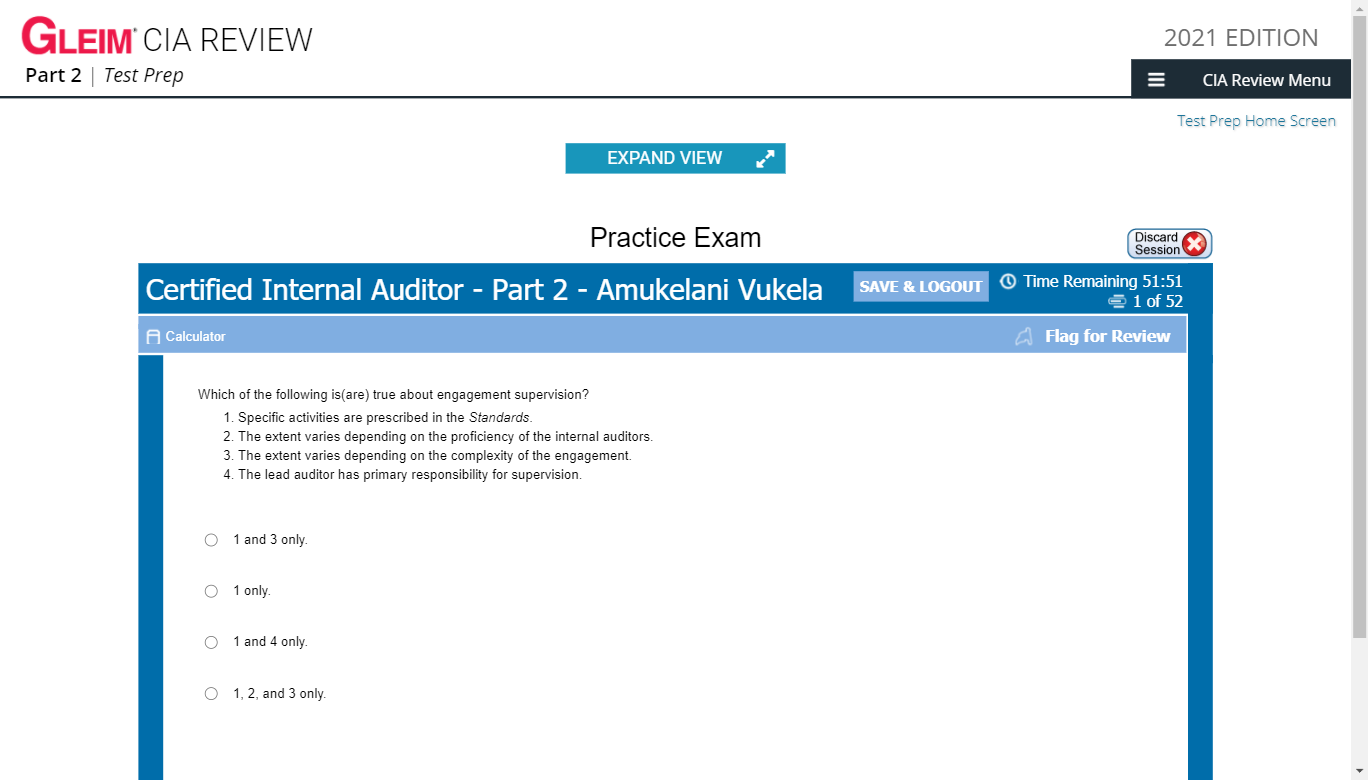 GLEIM® CIA REVIEW
Part 2 | Test Prep
2021 EDITION
CIA Review Menu
Test Prep Home Screen
EXPAND VIEW
Practice Exam
Discard
Session
Certified Internal Auditor - Part 2 - Amukelani Vukela
SAVE & LOGOUT
Time Remaining 51:51
1 of 52
Calculator
Flag for Review
Which of the following is(are) true about engagement supervision?
1. Specific activities are prescribed in the Standards.
2. The extent varies depending on the proficiency of the internal auditors.
3. The extent varies depending on the complexity of the engagement.
4. The lead auditor has primary responsibility for supervision.
1 and 3 only.
1 only.
1 and 4 only.
1, 2, and 3 only.